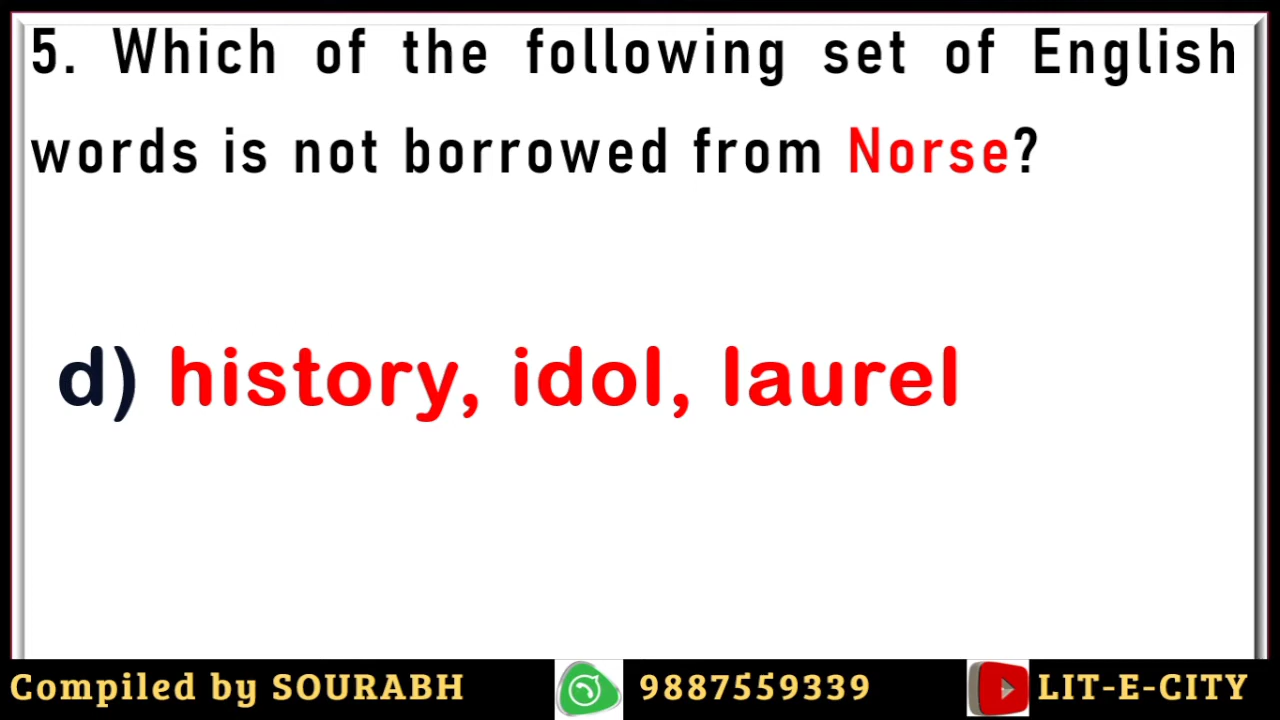 5. Which of the following set of English
words is not borrowed from Norse?
d) history, idol, laurel
Compiled by SOURABH 9887559339 LIT-E-CITY